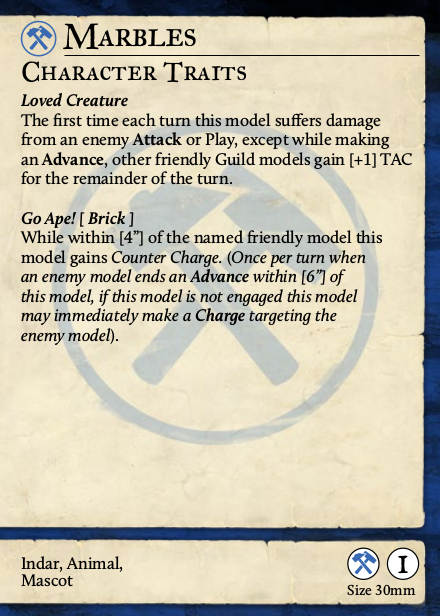 Marbles
Character Traits
Loved Creature
The first time each turn this model suffers damage
from an enemy Attack or Play, except while making
an Advance, other friendly Guild models gain [+1] TAC
for the remainder of the turn.
Go Ape! [ Brick ]
While within [4”] of the named friendly model this
model gains Counter Charge. (Once per turn when
an enemy model ends an Advance within [6”] of
this model, if this model is not engaged this model
may immediately make a Charge targeting the
enemy model).
Indar, Animal,
Mascot
1
Size 30mm